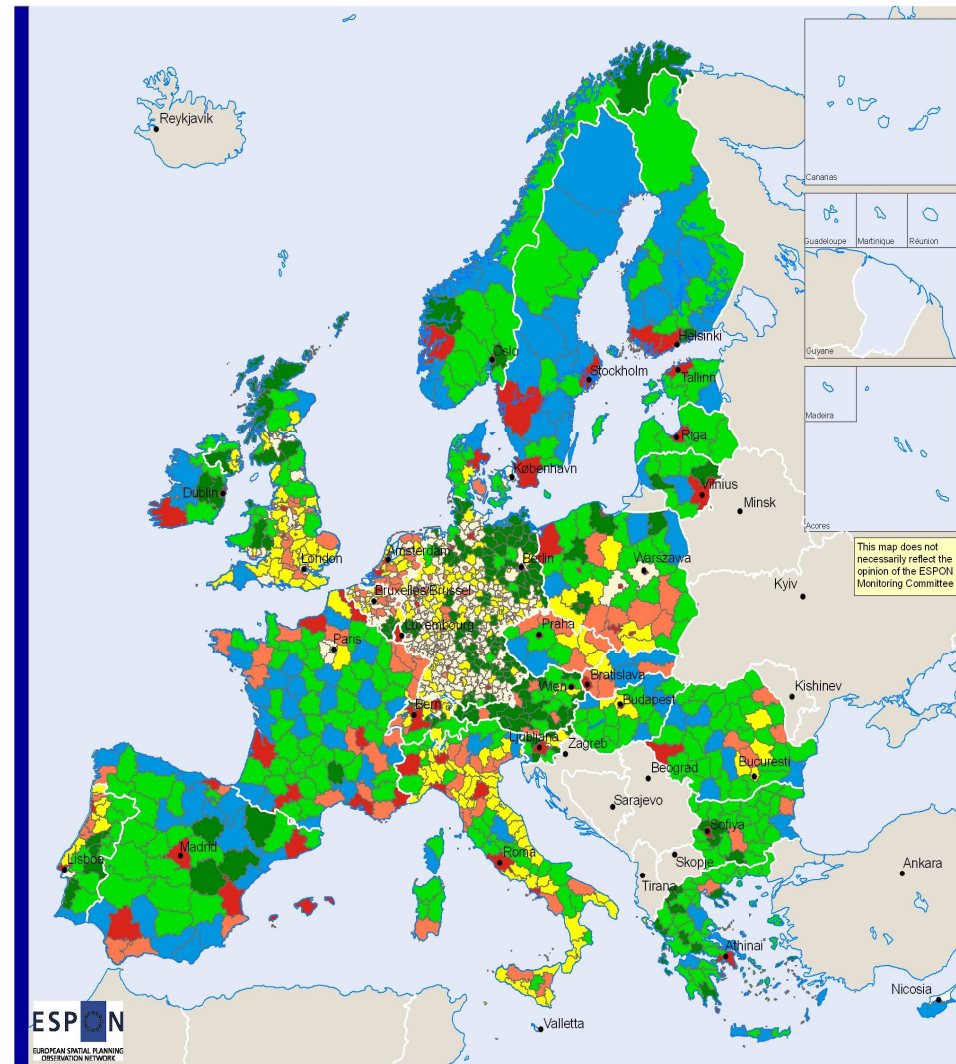 Reykjavik
Canarias
Guadeloupe
Martinique
Réunion
Guyane
Madeira
Acores
Oslo
Helsinki
Stockholm
Tallinn
Riga
København
Vilnius
Minsk
Dublin
London
Amsterdam
Berlin
Warszawa
This map does not
necessarily reflect the
opinion of the ESPON
Monitoring Committee
Kyiv
Bruxelles/Brüssel
Luxembourg
Praha
Paris
Wien
Bratislava
Kishinev
Bern
Budapest
Ljubljana
Zagreb
Bucuresti
Beograd
Sarajevo
Sofiya
Madrid
Lisboa
Roma
Skopje
Tirana
Ankara
Athinai
Nicosia
Valletta
ESPON
EUROPEAN SPATIAL PLANNING
OBSERVATION NETWORK